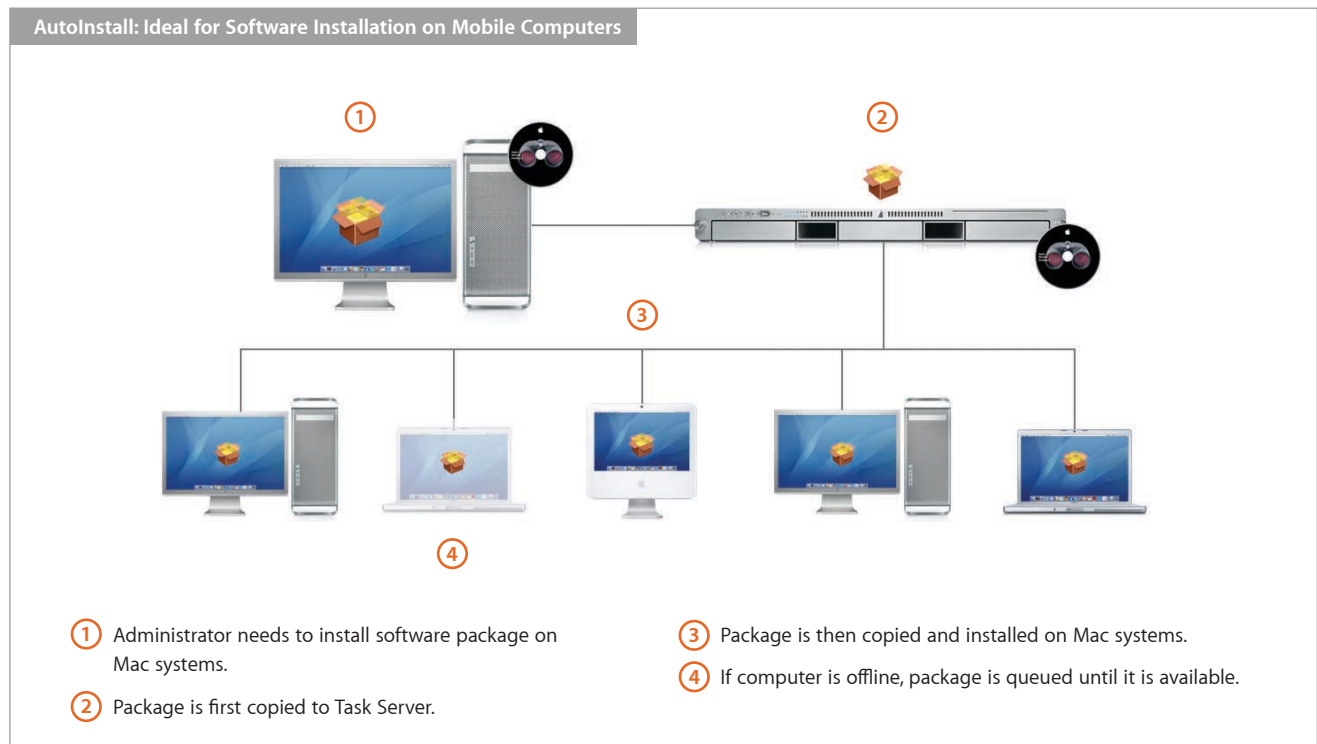 AutoInstall: Ideal for Software Installation on Mobile Computers
1
2
3
4
1 Administrator needs to install software package on
Mac systems.
2 Package is first copied to Task Server.
3 Package is then copied and installed on Mac systems.
4 If computer is offline, package is queued until it is available.